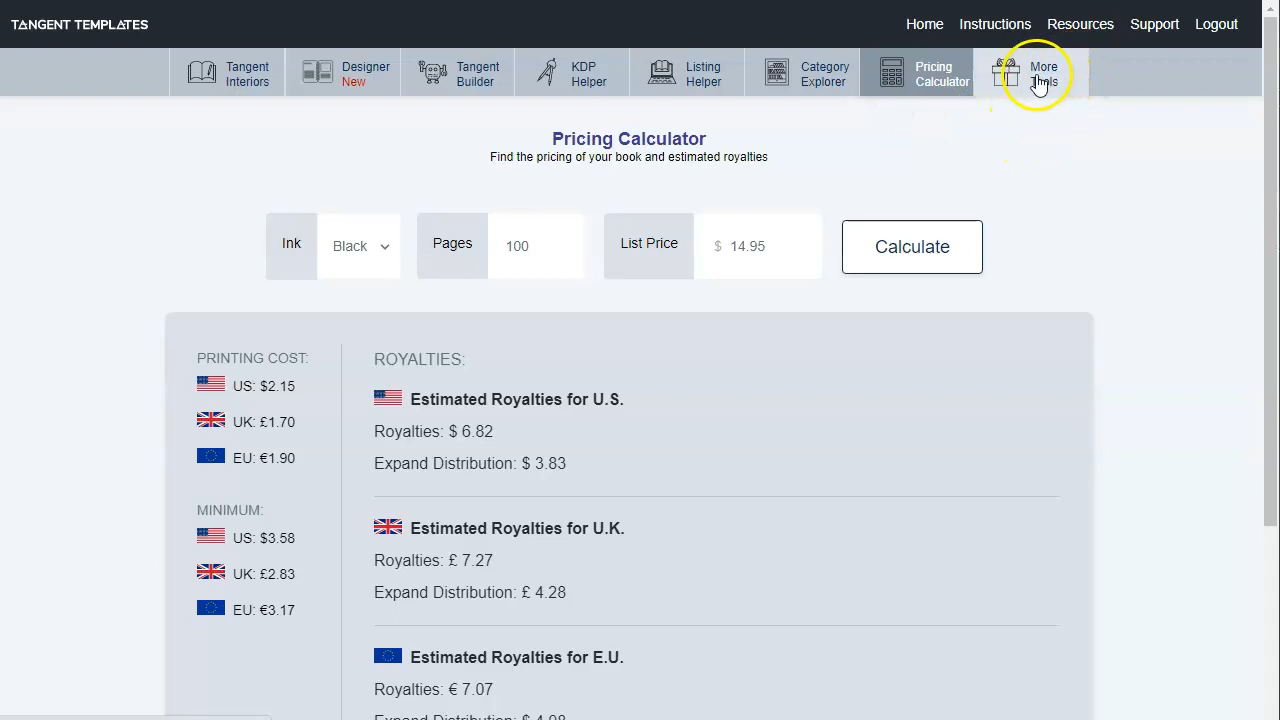 TANGENT TEMPLATES
Home Instructions Resources Support Logout
Tangent Interiors
Designer New
Tangent Builder
KDP Helper
Listing Helper
Category Explorer
Pricing Calculator
More Tools
Pricing Calculator
Find the pricing of your book and estimated royalties
Ink Black Pages 100 List Price $ 14.95 Calculate
PRINTING COST:
US: $2.15
UK: £1.70
EU: €1.90
MINIMUM:
US: $3.58
UK: £2.83
EU: €3.17
ROYALTIES:
Estimated Royalties for U.S.
Royalties: $ 6.82
Expand Distribution: $ 3.83
Estimated Royalties for U.K.
Royalties: £ 7.27
Expand Distribution: £ 4.28
Estimated Royalties for E.U.
Royalties: € 7.07
Expand Distribution: € 4.08